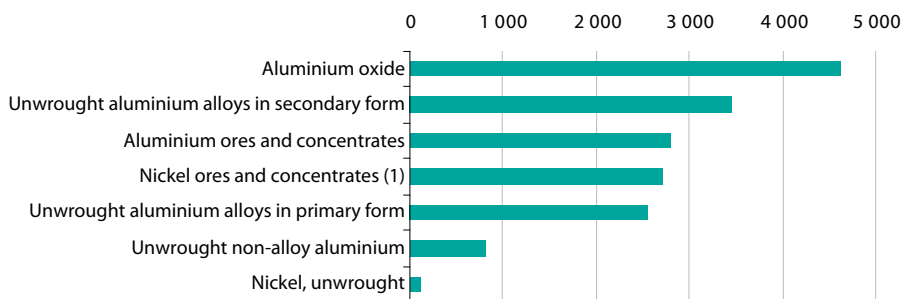 0 1 000 2 000 3 000 4 000 5 000
Aluminium oxide
Unwrought aluminium alloys in secondary form
Aluminium ores and concentrates
Nickel ores and concentrates (1)
Unwrought aluminium alloys in primary form
Unwrought non-alloy aluminium
Nickel, unwrought